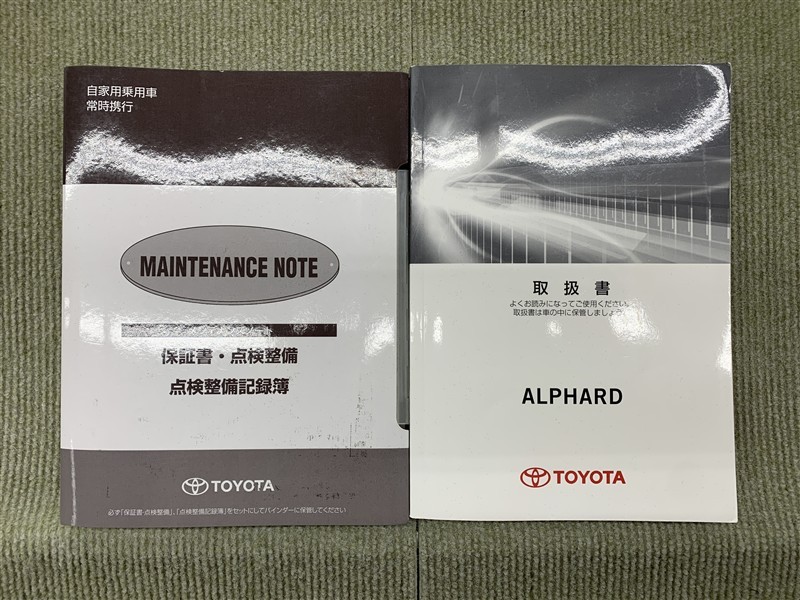 自家用乗用車
常時携行
MAINTENANCE NOTE
保証書・点検整備
点検整備記録簿
TOYOTA
必ず「保証書・点検整備」、「点検整備記録簿」をセットにしてバインダーに保管してください
取扱書
よくお読みになってご使用ください。
取扱書は車の中に保管しましょう
ALPHARD
TOYOTA